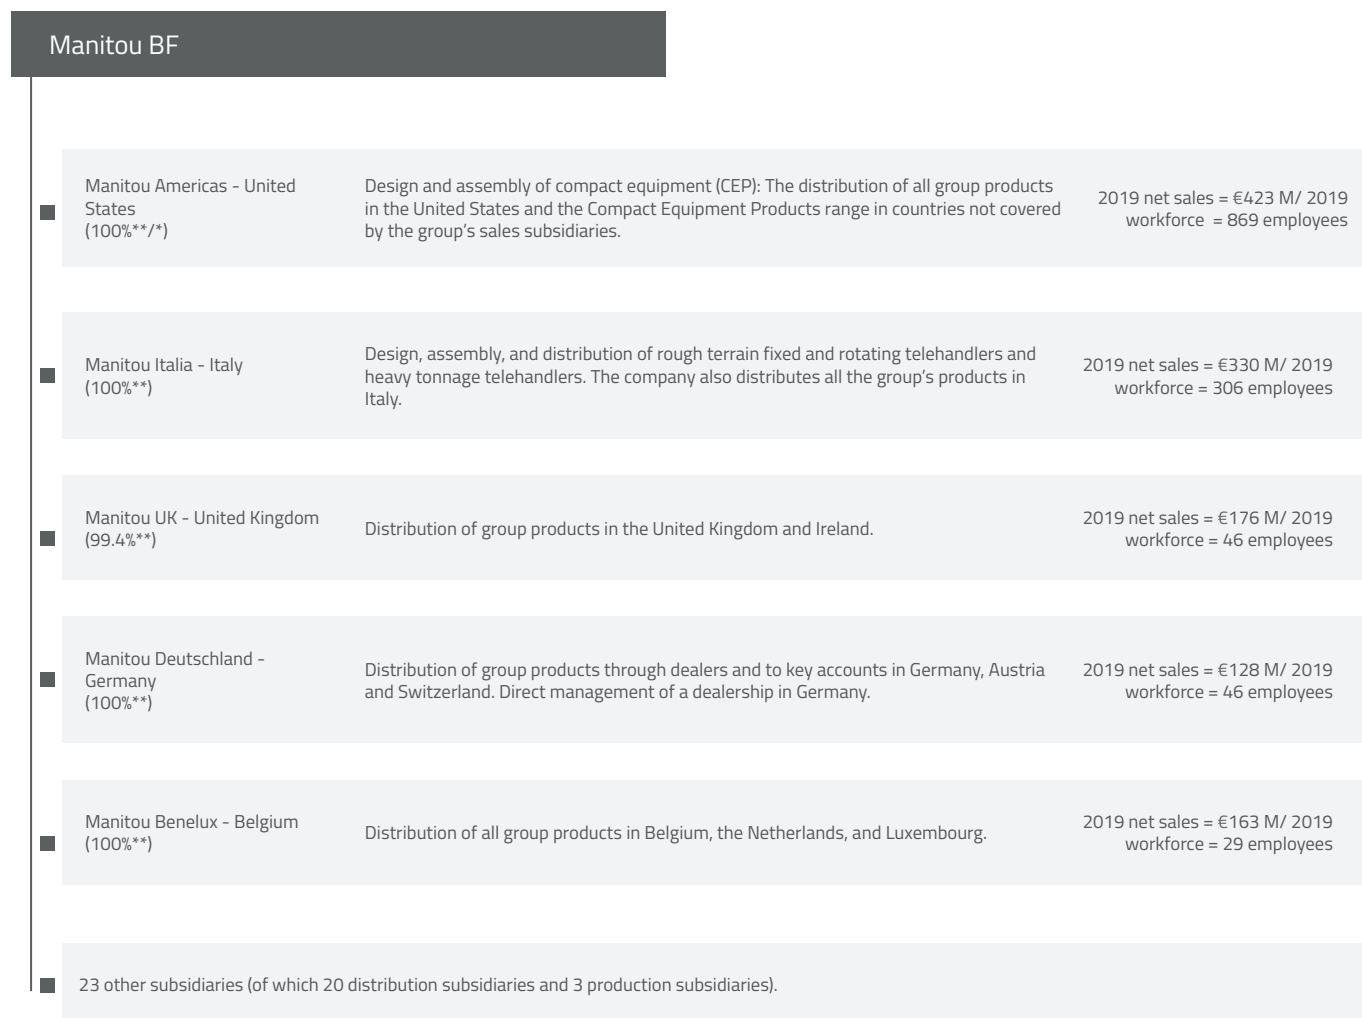 Manitou BF
Manitou Americas - United
States
(100%**/*)
Design and assembly of compact equipment (CEP): The distribution of all group products
in the United States and the Compact Equipment Products range in countries not covered
by the group's sales subsidiaries.
2019 net sales = €423 M/ 2019
workforce = 869 employees
Manitou Italia - Italy
(100%**)
Design, assembly, and distribution of rough terrain fixed and rotating telehandlers and
heavy tonnage telehandlers. The company also distributes all the group's products in
Italy.
2019 net sales = €330 M/ 2019
workforce = 306 employees
Manitou UK - United Kingdom
(99.4%**)
Distribution of group products in the United Kingdom and Ireland.
2019 net sales = €176 M/ 2019
workforce = 46 employees
Manitou Deutschland -
Germany
(100%**)
Distribution of group products through dealers and to key accounts in Germany, Austria
and Switzerland. Direct management of a dealership in Germany.
2019 net sales = €128 M/ 2019
workforce = 46 employees
Manitou Benelux - Belgium
(100%**)
Distribution of all group products in Belgium, the Netherlands, and Luxembourg.
2019 net sales = €163 M/ 2019
workforce = 29 employees
23 other subsidiaries (of which 20 distribution subsidiaries and 3 production subsidiaries).